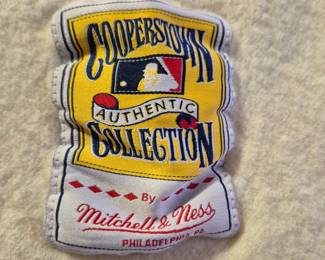 COOPERSTOWN
AUTHENTIC
COLLECTION
By
Mitchell & Ness
PHILADELPHIA, PA